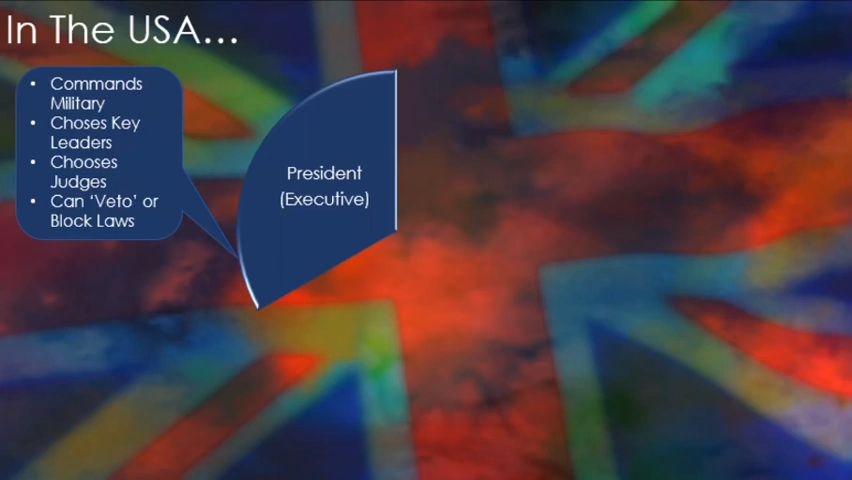 In The USA...
• Commands
Military
• Choses Key
Leaders
• Chooses
Judges
• Can ‘Veto’ or
Block Laws
President
(Executive)